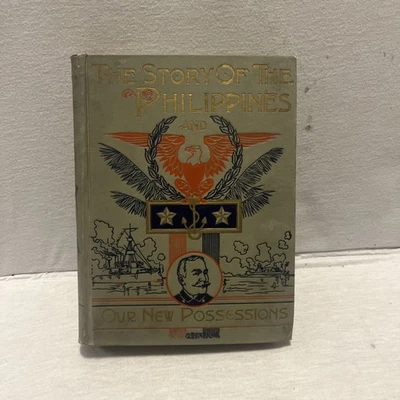 THE STORY OF THE
PHILIPPINES
AND
OUR NEW POSSESSIONS